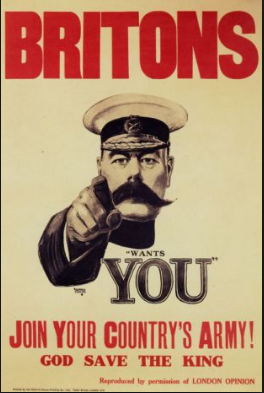 BRITONS
"WANTS
YOU"
JOIN YOUR COUNTRY'S ARMY!
GOD SAVE THE KING
Reproduced by permission of LONDON OPINION